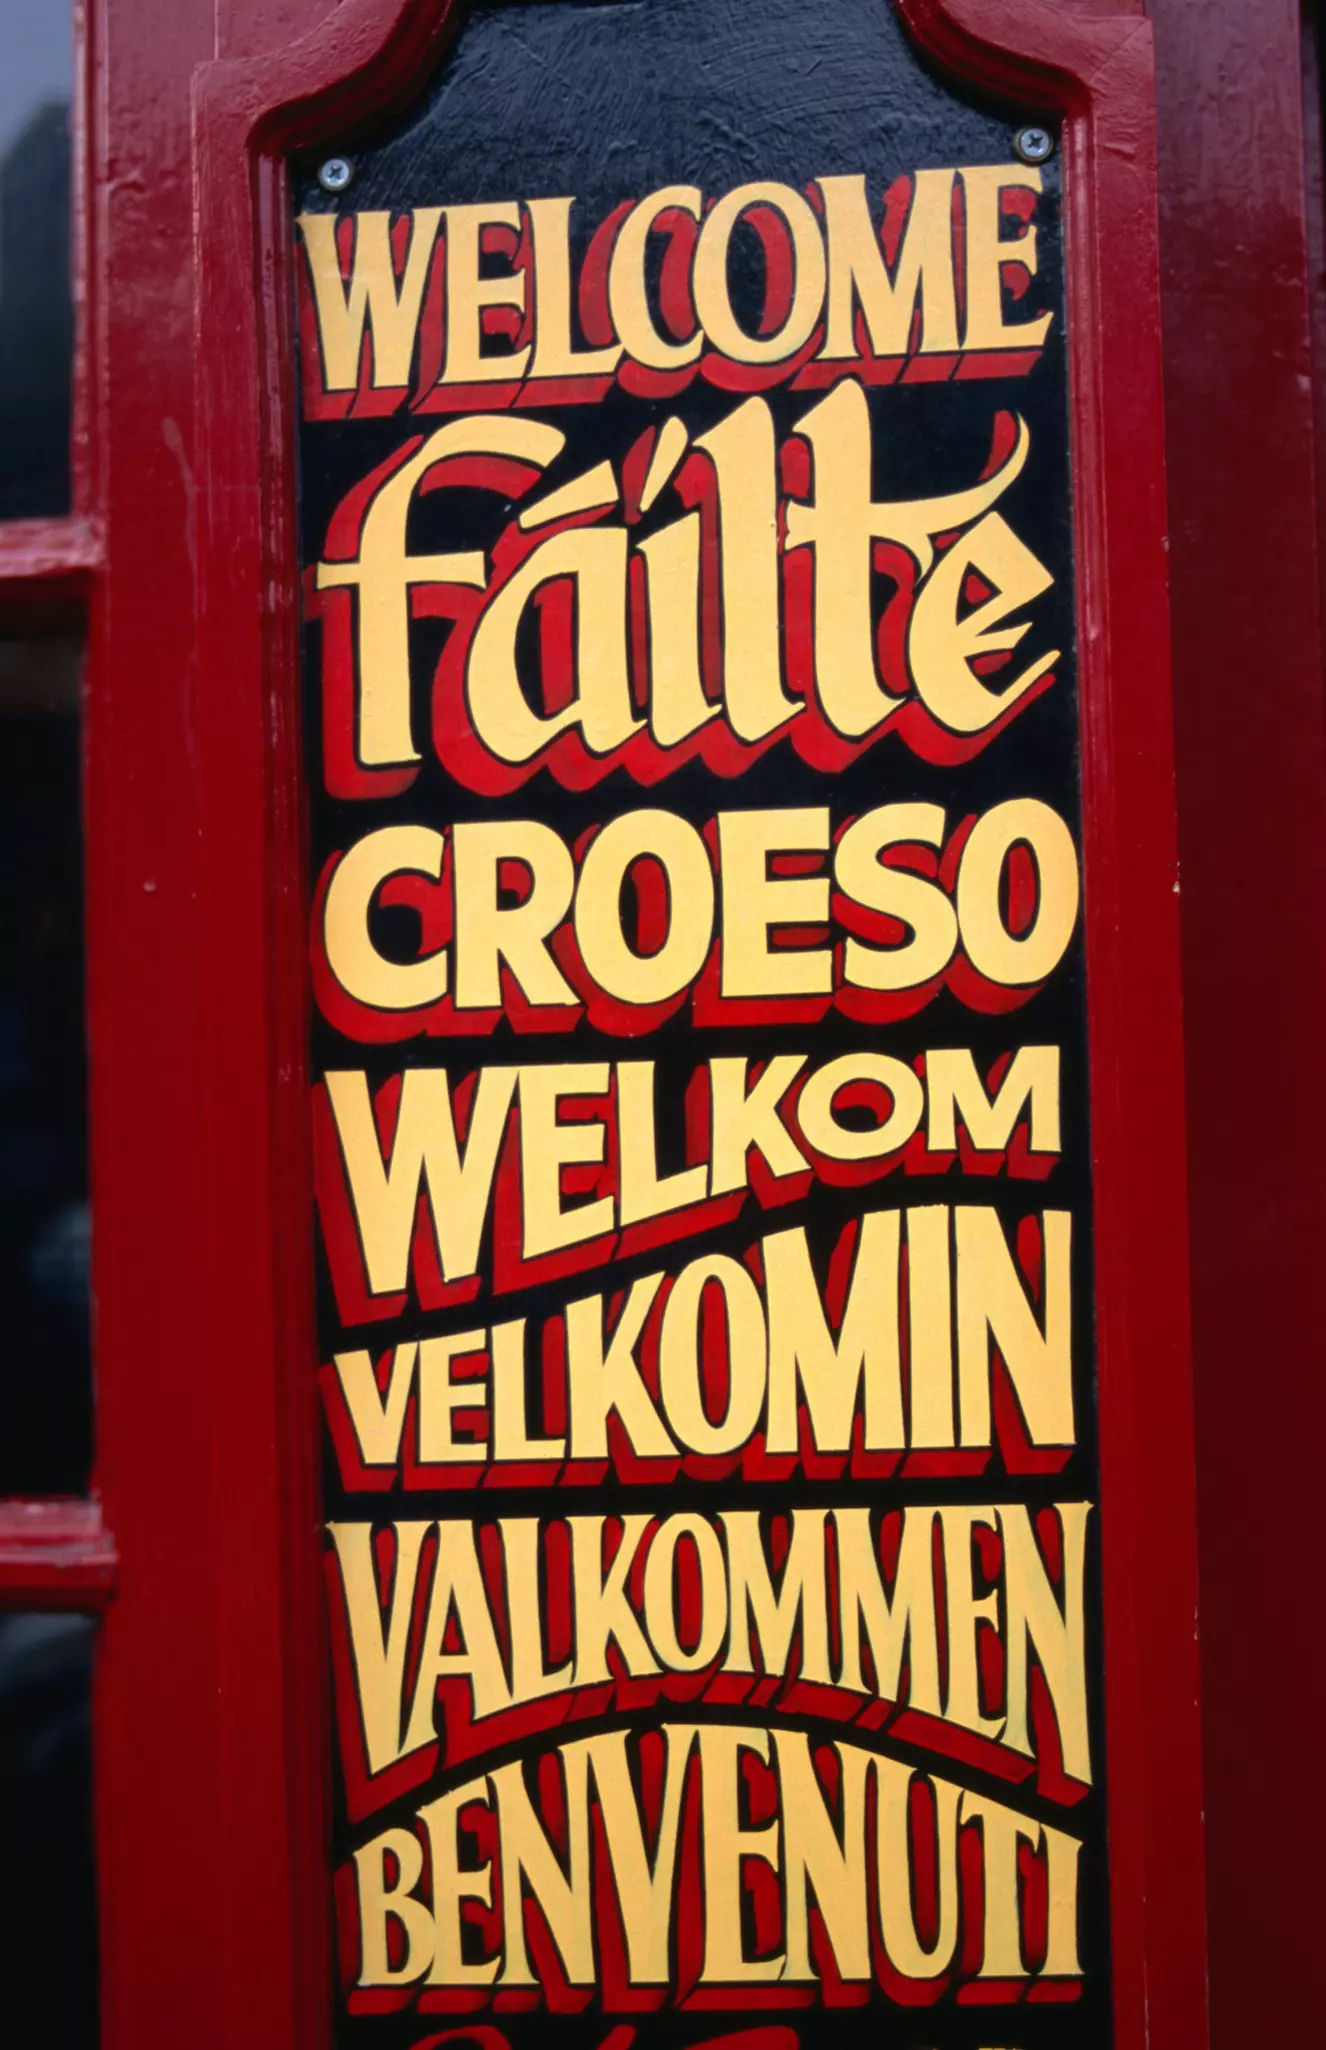 WELCOME
fáilte
CROESO
WELKOM
VELKOMIN
VALKOMMEN
BENVENUTI